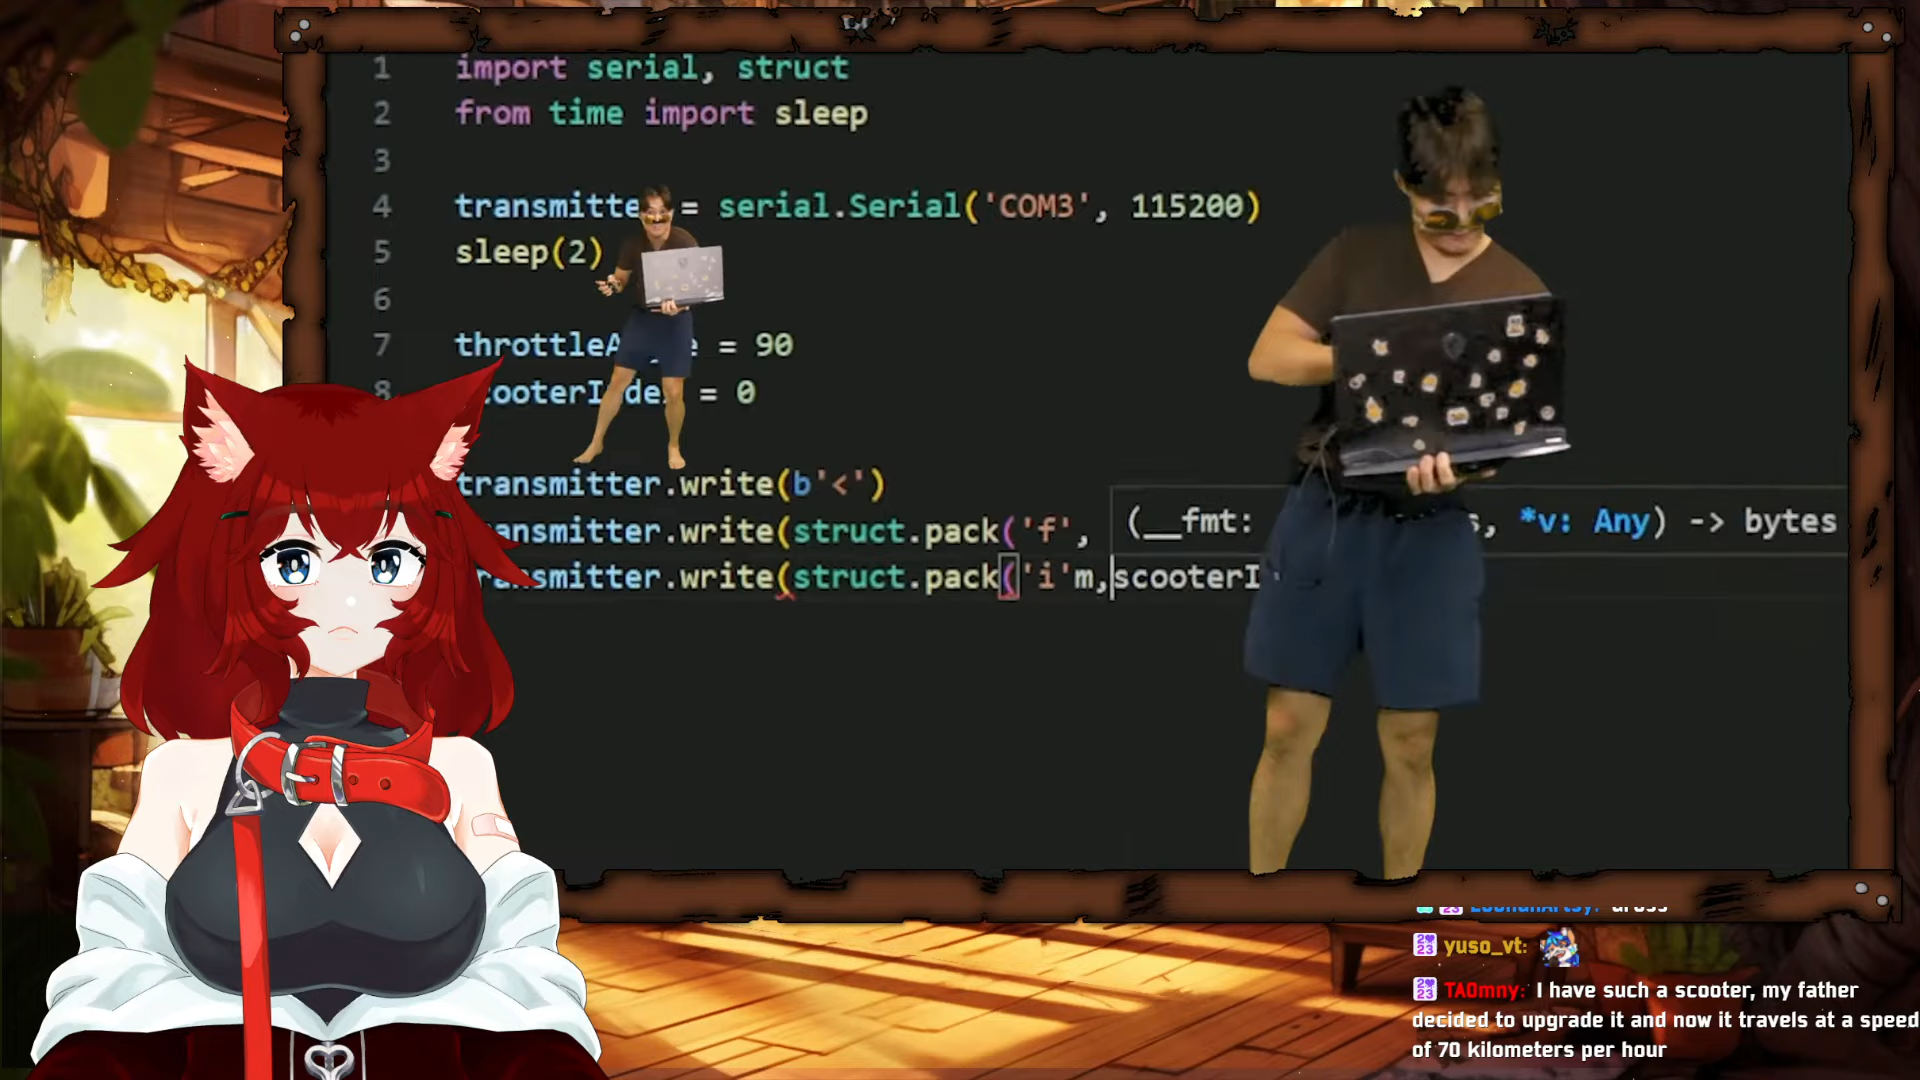 1 import serial, struct
2 from time import sleep
3
4 transmitte = serial.Serial('COM3', 115200)
5 sleep(2)
6
7 throttleA e = 90
8 cooterI de = 0
transmitter.write(b'<')
transmitter.write(struct.pack('f',
(__fmt: s, *v: Any) -> bytes
ransmitter.write(struct.pack('i'm,scooterI
yuso_vt:
TAOmny: I have such a scooter, my father
decided to upgrade it and now it travels at a speed
of 70 kilometers per hour